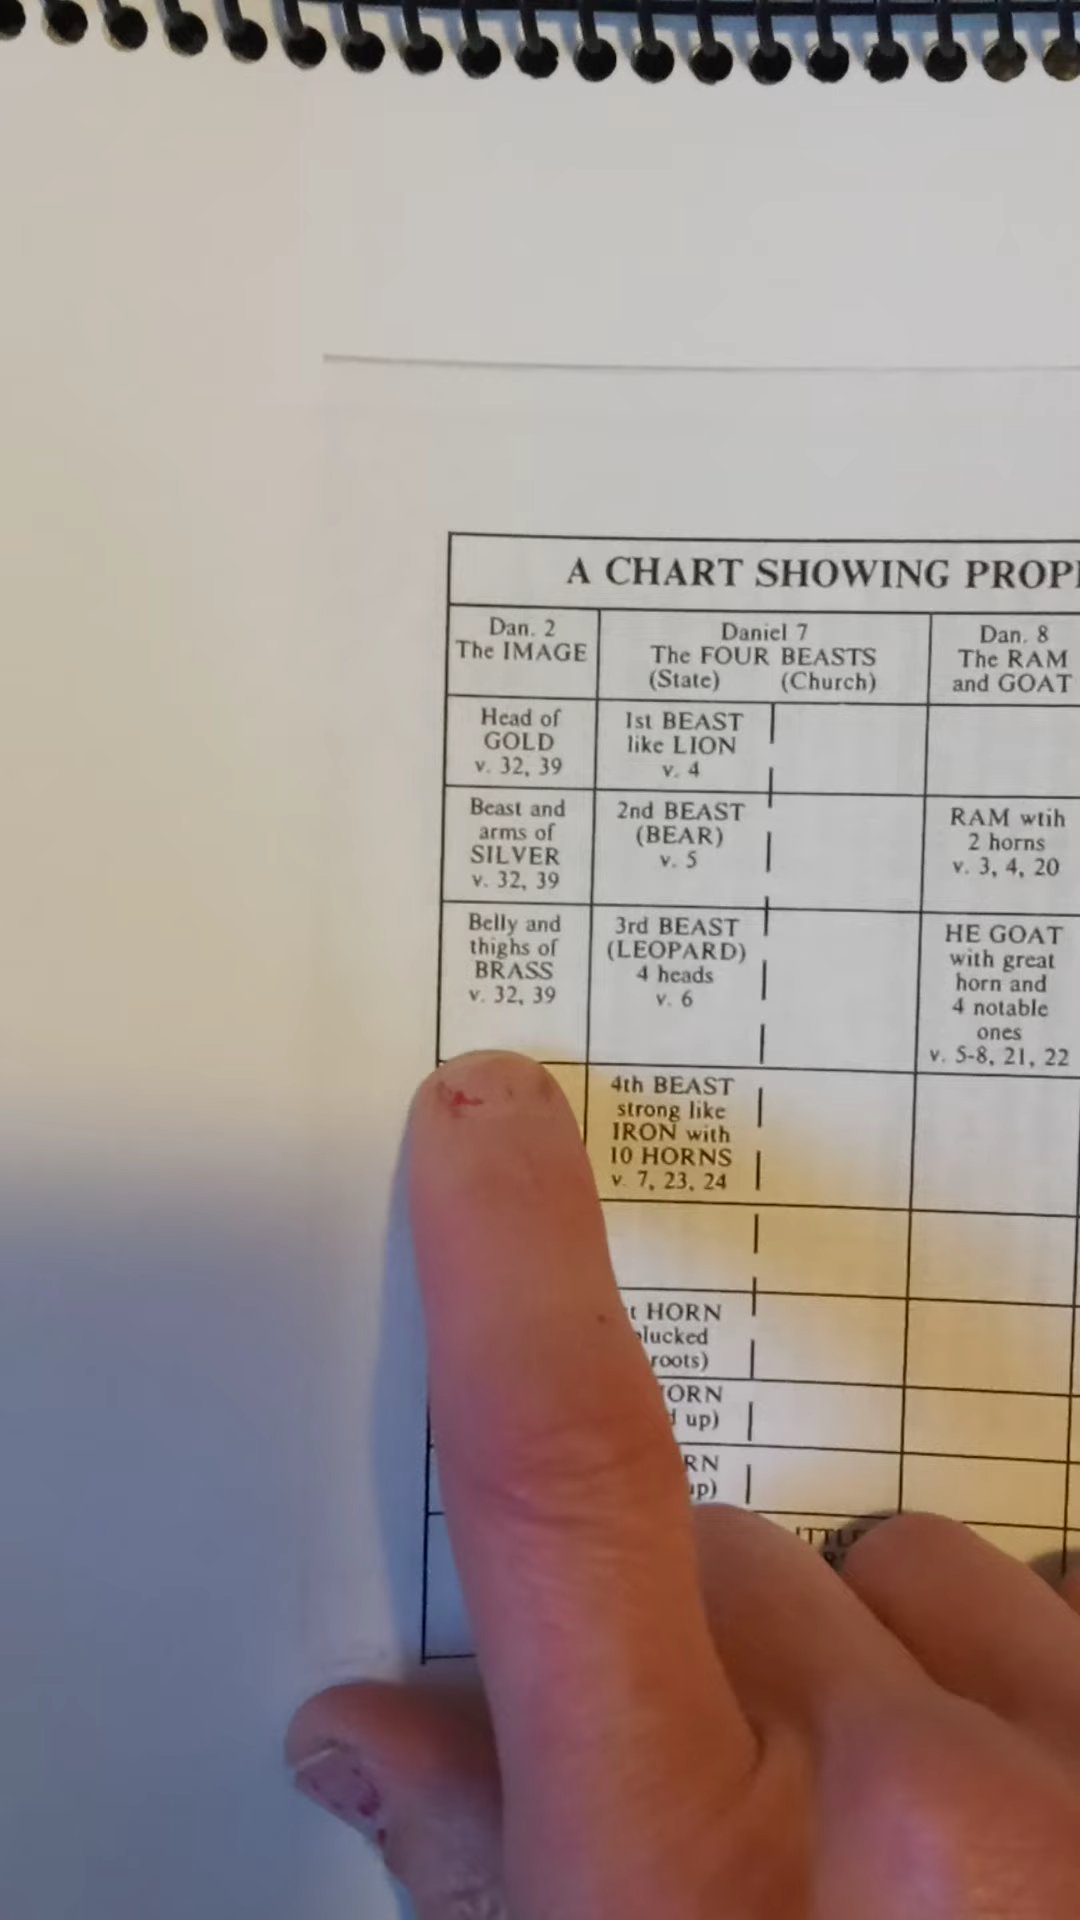 A CHART SHOWING
Dan. 2
The IMAGE
Daniel 7
The FOUR BEASTS
(State) (Church)
Dan. 8
The RAM
and GOAT
Head of
GOLD
v. 32, 39
1st BEAST
like LION
v. 4
Beast and
arms of
SILVER
v. 32, 39
2nd BEAST
(BEAR)
v. 5
RAM wtih
2 horns
v. 3, 4, 20
Belly and
thighs of
BRASS
v. 32, 39
3rd BEAST
(LEOPARD)
4 heads
v. 6
HE GOAT
with great
horn and
4 notable
ones
v. 5-8, 21, 22
4th BEAST
strong like
IRON with
10 HORNS
v. 7, 23, 24
HORN
roots)
up)